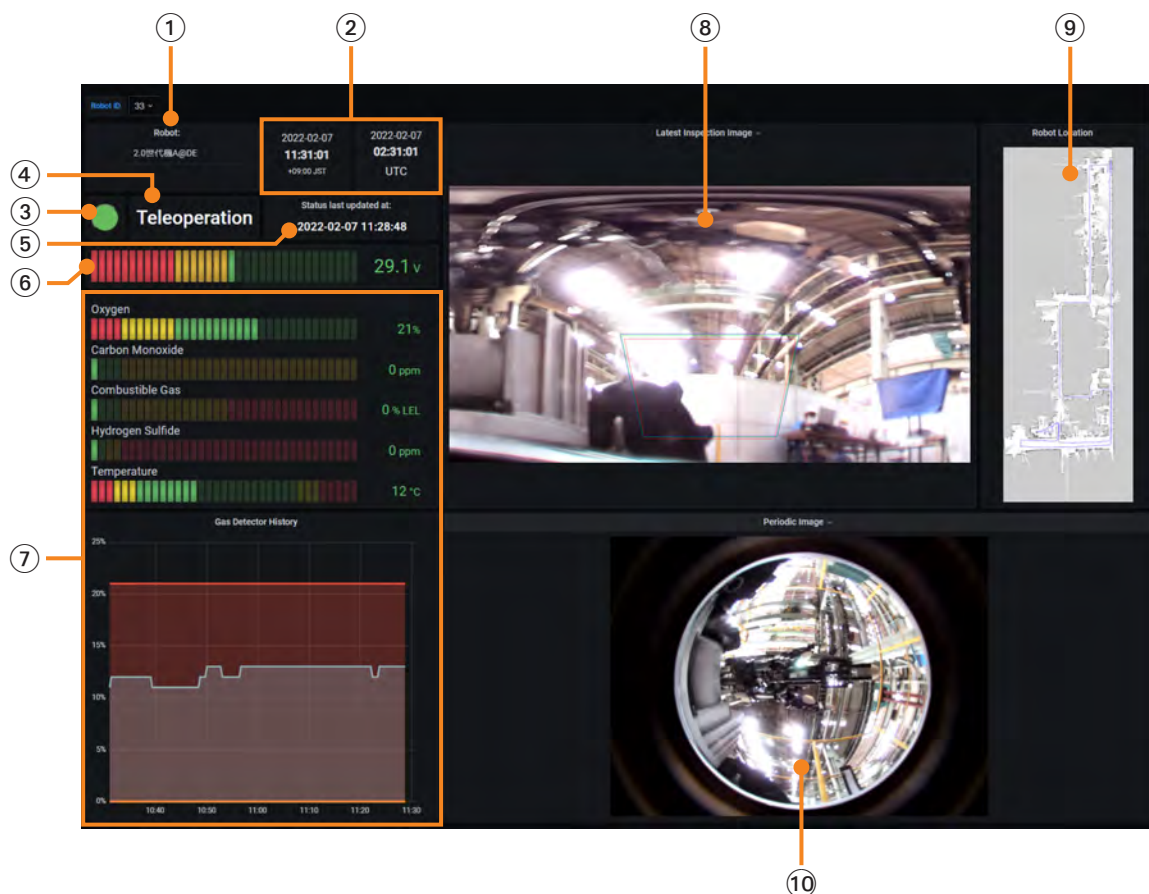 ① ② ⑧ ⑨
Robot ID 33
Robot:
2.0世代機A@DE
2022-02-07
11:31:01
+09:00 JST
2022-02-07
02:31:01
UTC
Latest Inspection Image
Robot Location
④
③
Teleoperation
Status last updated at:
2022-02-07 11:28:48
⑤
⑥
29.1 v
Oxygen
21%
Carbon Monoxide
0 ppm
Combustible Gas
0 % LEL
Hydrogen Sulfide
0 ppm
Temperature
12 °C
⑦
Gas Detector History
25%
20%
15%
10%
5%
0%
10:40 10:50 11:00 11:10 11:20 11:30
Periodic Image
⑩